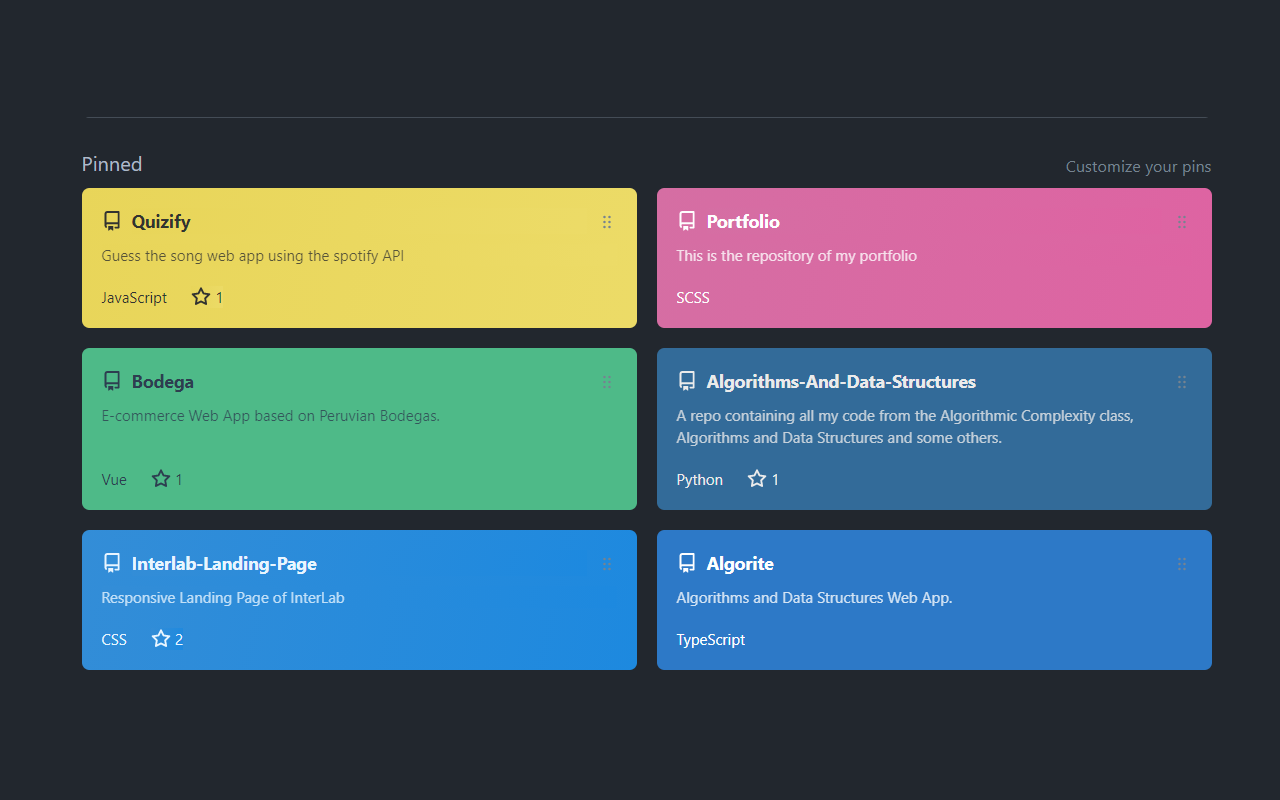 Pinned
Customize your pins
Quizify
Guess the song web app using the spotify API
JavaScript 1
Portfolio
This is the repository of my portfolio
SCSS
Bodega
E-commerce Web App based on Peruvian Bodegas.
Vue 1
Algorithms-And-Data-Structures
A repo containing all my code from the Algorithmic Complexity class,
Algorithms and Data Structures and some others.
Python 1
Interlab-Landing-Page
Responsive Landing Page of InterLab
CSS 2
Algorite
Algorithms and Data Structures Web App.
TypeScript